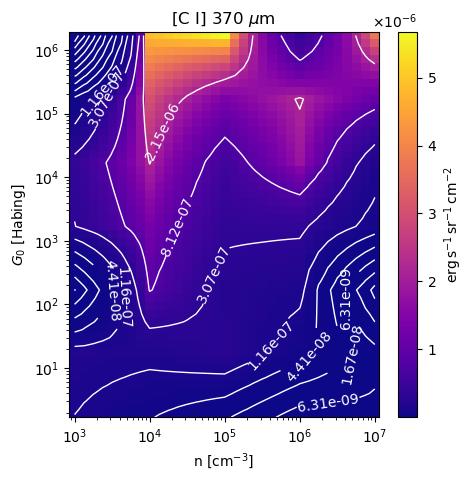 [C I] 370 μm
×10⁻⁶
10⁶
10⁵
10⁴
10³
10²
10¹
G₀ [Habing]
1.16e-07
3.07e-07
2.15e-06
8.12e-07
3.07e-07
4.41e-08
1.16e-07
6.31e-09
1.16e-07
4.41e-08
1.67e-08
6.31e-09
10³
10⁴
10⁵
10⁶
10⁷
n [cm⁻³]
5
4
3
2
1
erg s⁻¹ sr⁻¹ cm⁻²